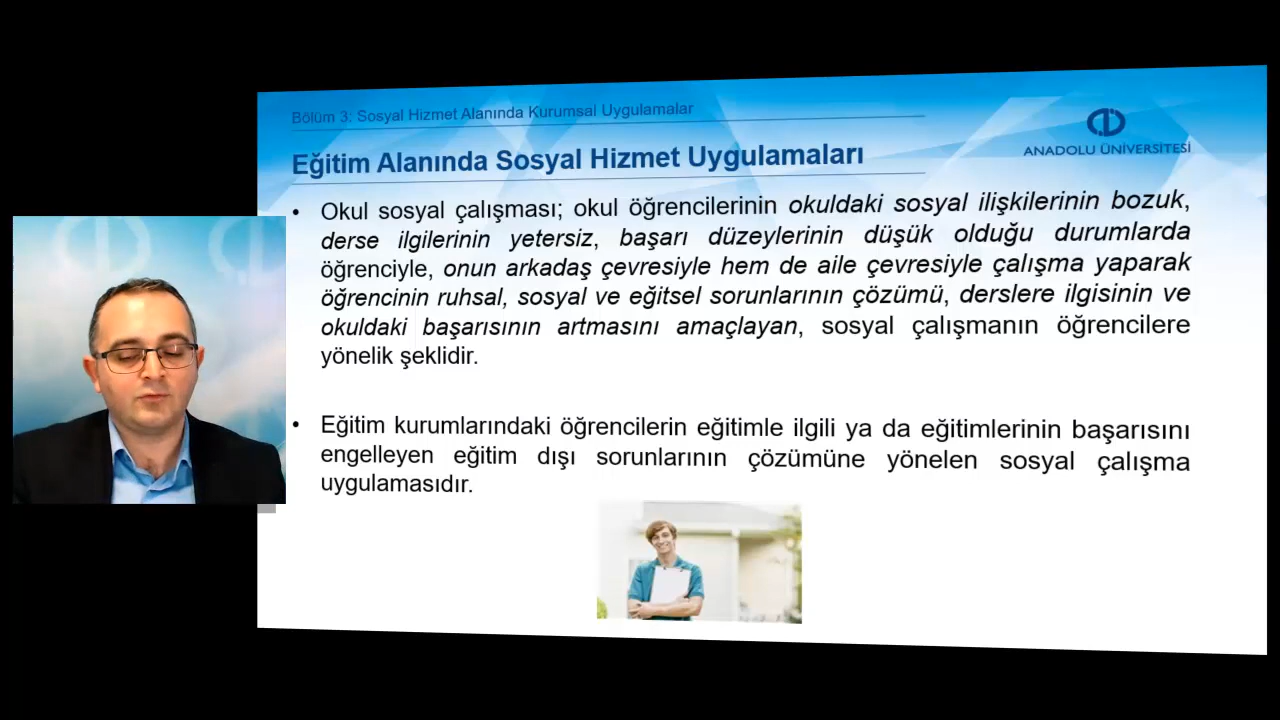 Bölüm 3: Sosyal Hizmet Alanında Kurumsal Uygulamalar
ANADOLU ÜNİVERSİTESİ
Eğitim Alanında Sosyal Hizmet Uygulamaları
• Okul sosyal çalışması; okul öğrencilerinin okuldaki sosyal ilişkilerinin bozuk,
derse ilgilerinin yetersiz, başarı düzeylerinin düşük olduğu durumlarda
öğrenciyle, onun arkadaş çevresiyle hem de aile çevresiyle çalışma yaparak
öğrencinin ruhsal, sosyal ve eğitsel sorunlarının çözümü, derslere ilgisinin ve
okuldaki başarısının artmasını amaçlayan, sosyal çalışmanın öğrencilere
yönelik şeklidir.
• Eğitim kurumlarındaki öğrencilerin eğitimle ilgili ya da eğitimlerinin başarısını
engelleyen eğitim dışı sorunlarının çözümüne yönelen sosyal çalışma
uygulamasıdır.